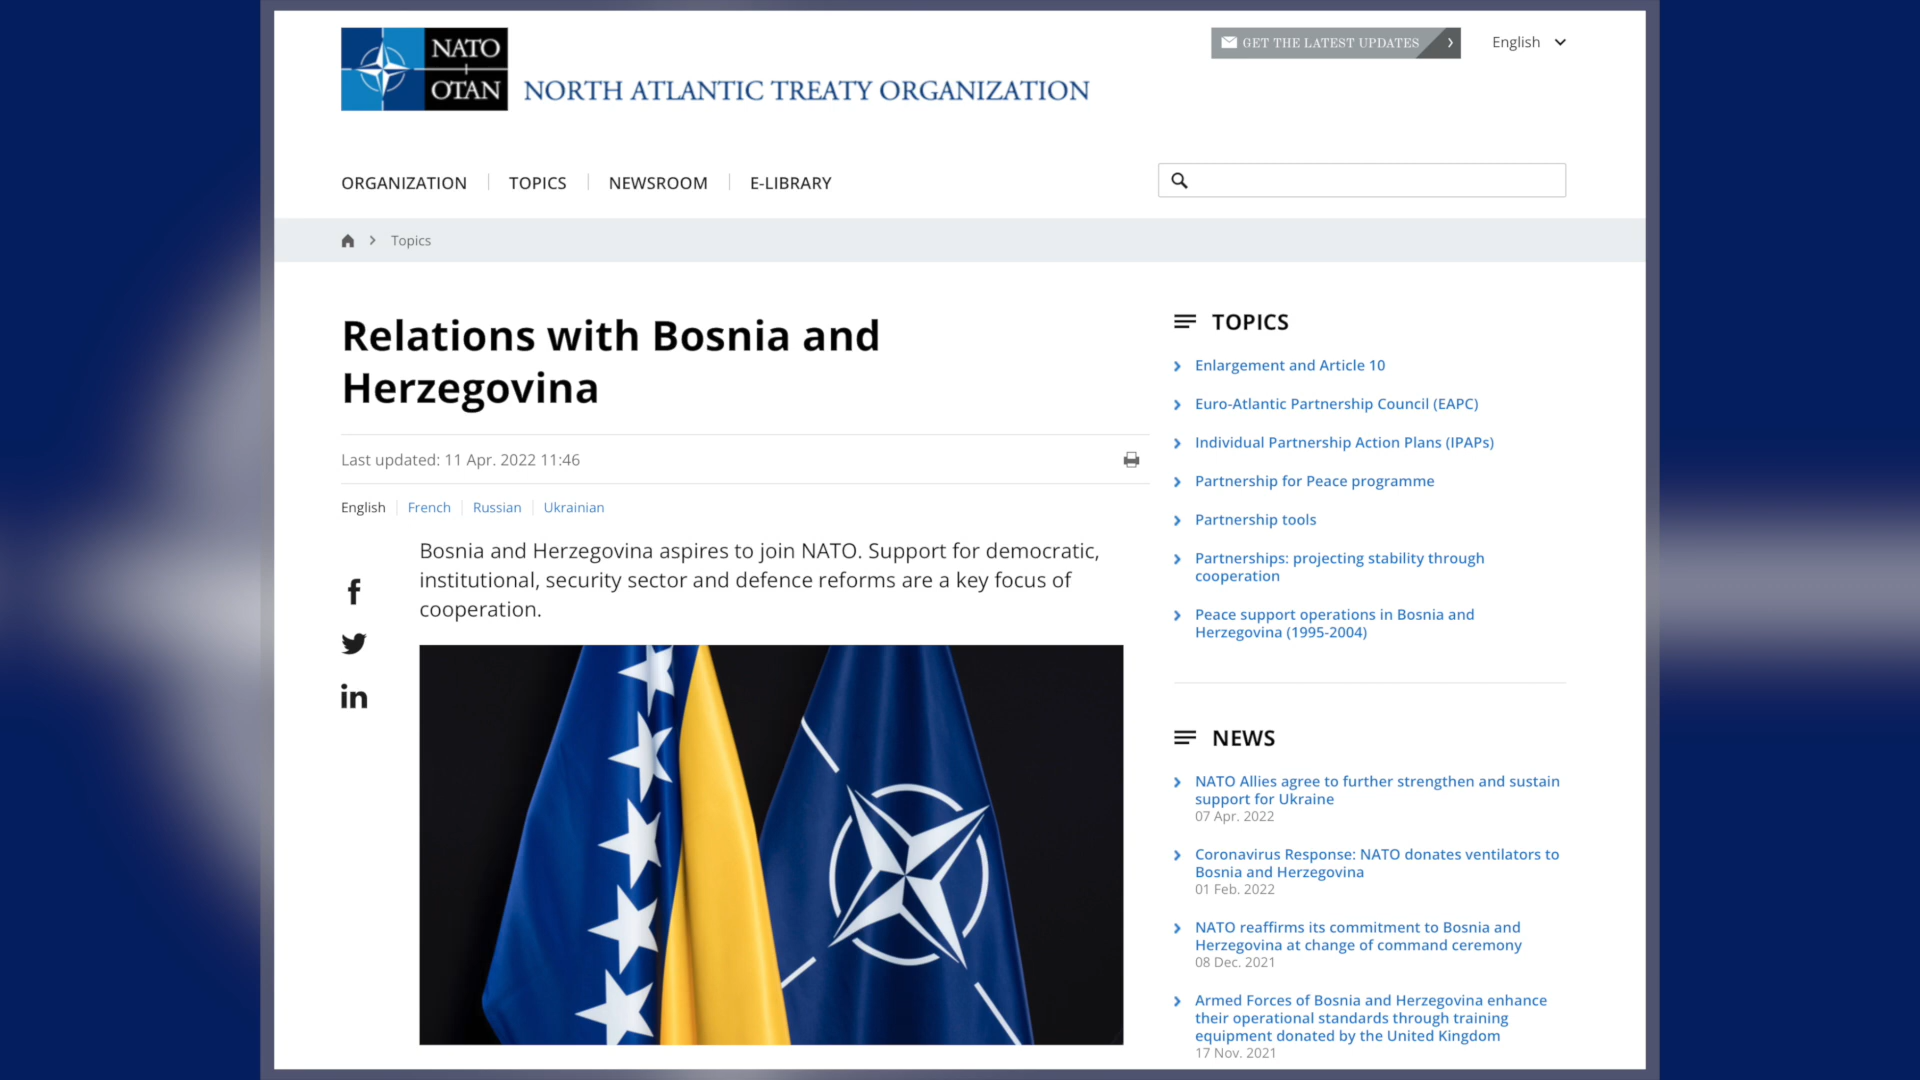 NATO
OTAN
NORTH ATLANTIC TREATY ORGANIZATION
GET THE LATEST UPDATES
English
ORGANIZATION
TOPICS
NEWSROOM
E-LIBRARY
Topics
Relations with Bosnia and
Herzegovina
Last updated: 11 Apr. 2022 11:46
English
French
Russian
Ukrainian
Bosnia and Herzegovina aspires to join NATO. Support for democratic,
institutional, security sector and defence reforms are a key focus of
cooperation.
TOPICS
Enlargement and Article 10
Euro-Atlantic Partnership Council (EAPC)
Individual Partnership Action Plans (IPAPs)
Partnership for Peace programme
Partnership tools
Partnerships: projecting stability through
cooperation
Peace support operations in Bosnia and
Herzegovina (1995-2004)
NEWS
NATO Allies agree to further strengthen and sustain
support for Ukraine
07 Apr. 2022
Coronavirus Response: NATO donates ventilators to
Bosnia and Herzegovina
01 Feb. 2022
NATO reaffirms its commitment to Bosnia and
Herzegovina at change of command ceremony
08 Dec. 2021
Armed Forces of Bosnia and Herzegovina enhance
their operational standards through training
equipment donated by the United Kingdom
17 Nov. 2021